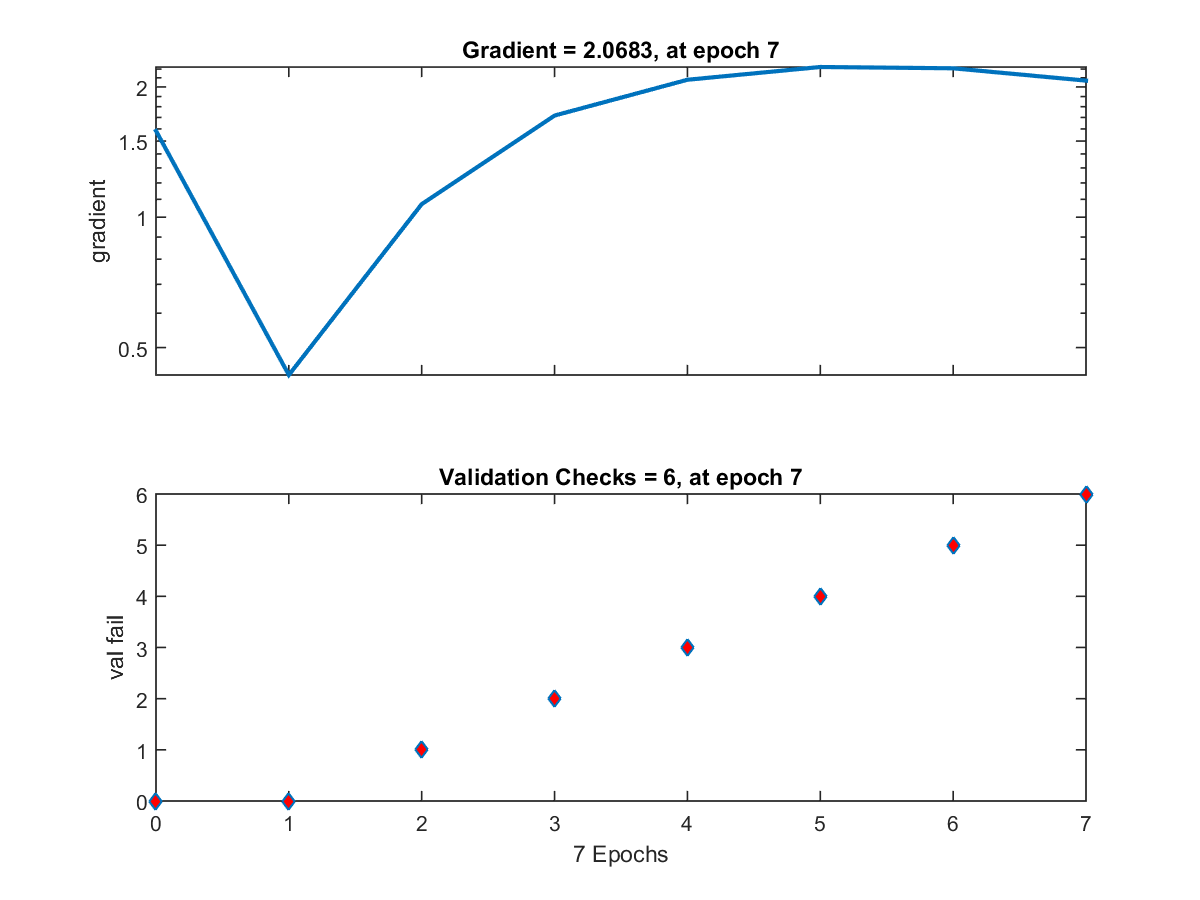 Gradient = 2.0683, at epoch 7
2
1.5
1
0.5
gradient
Validation Checks = 6, at epoch 7
6
5
4
3
2
1
0
val fail
0 1 2 3 4 5 6 7
7 Epochs